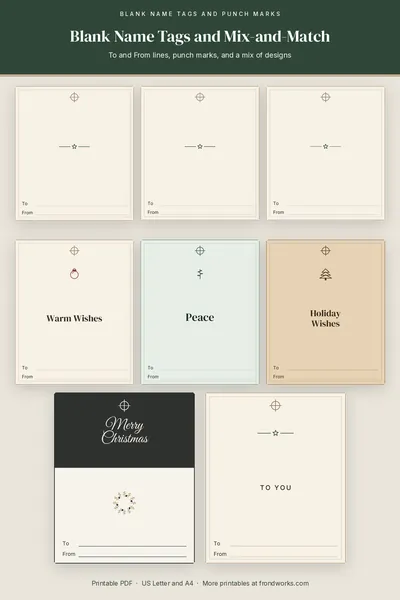 BLANK NAME TAGS AND PUNCH MARKS
Blank Name Tags and Mix-and-Match
To and From lines, punch marks, and a mix of designs
To
From
To
From
To
From
Warm Wishes
To
From
Peace
To
From
Holiday
Wishes
To
From
Merry
Christmas
To
From
TO YOU
To
From
Printable PDF · US Letter and A4 · More printables at frondworks.com